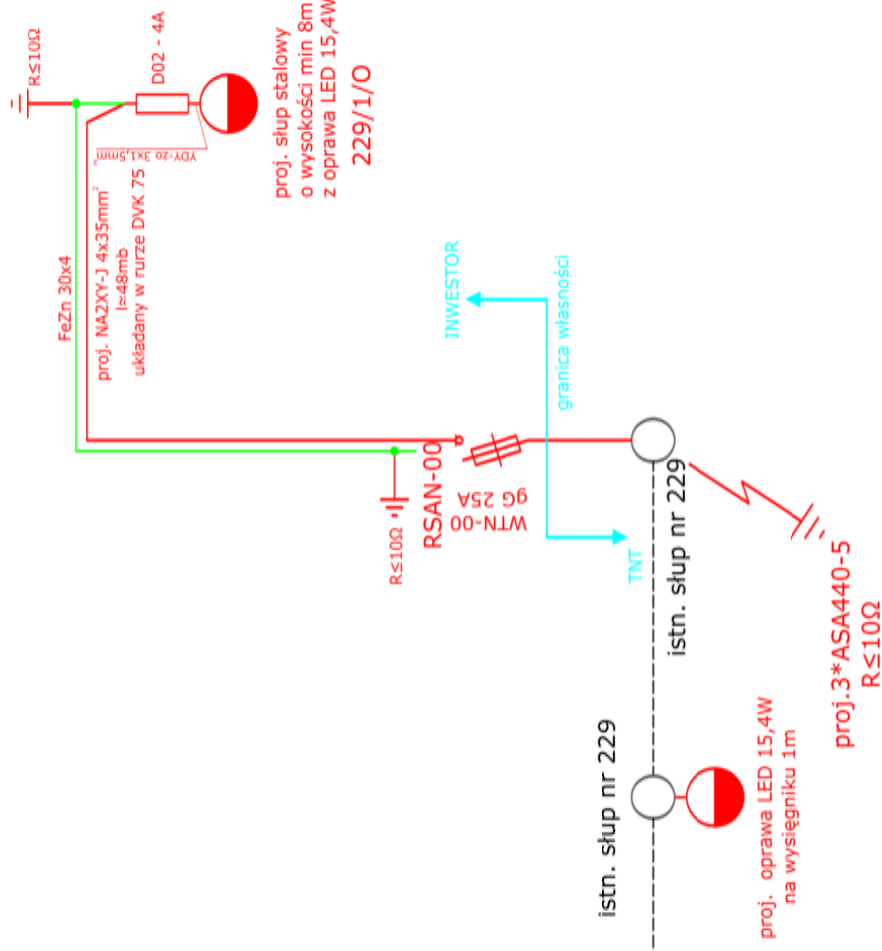 R≤10Ω
D02 - 4A
YDY-żo 3x1,5mm²
FeZn 30x4
proj. NA2XY-J 4x35mm²
l≈48mb
układany w rurze DVK 75
proj. słup stalowy
o wysokości min 8m
z oprawa LED 15,4W
229/1/O
INWESTOR
granica własności
TNT
R≤10Ω
RSAN-00
WTN-00
gG 25A
istn. słup nr 229
proj.3*ASA440-5
R≤10Ω
istn. słup nr 229
proj. oprawa LED 15,4W
na wysięgniku 1m